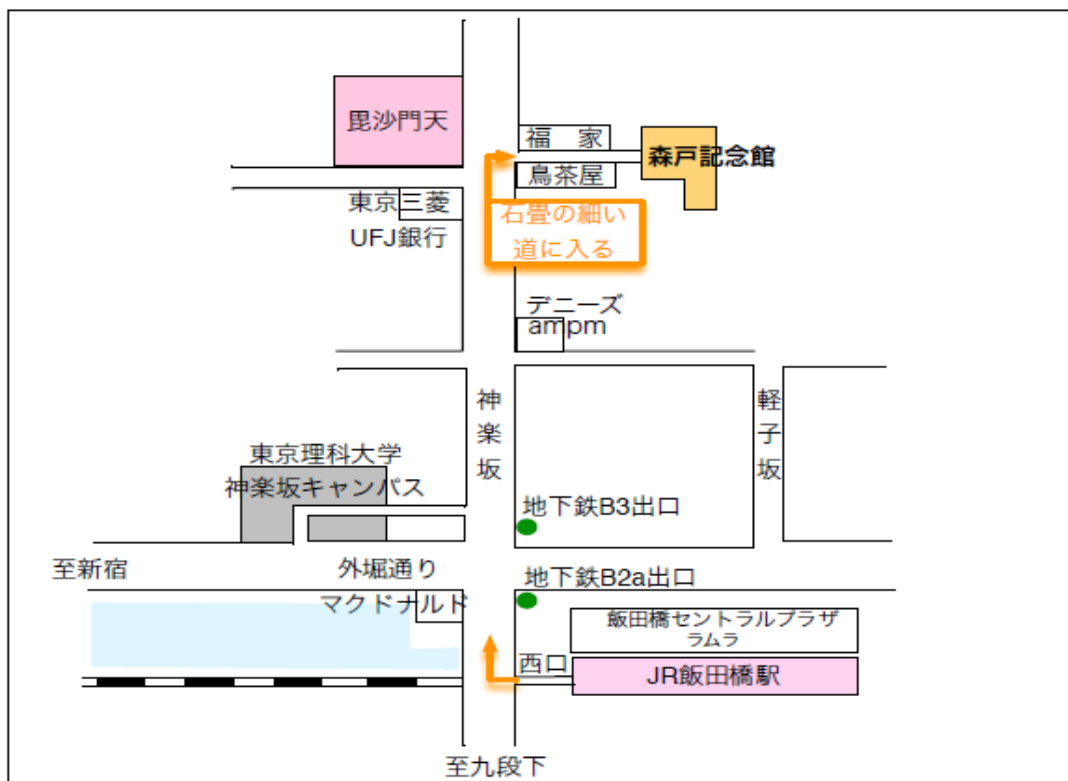 毘沙門天
福　家
森戸記念館
鳥茶屋
東京三菱
UFJ銀行
石畳の細い
道に入る
デニーズ
ampm
神楽坂
軽子坂
東京理科大学
神楽坂キャンパス
地下鉄B3出口
至新宿
外堀通り
地下鉄B2a出口
マクドナルド
飯田橋セントラルプラザ
ラムラ
西口
JR飯田橋駅
至九段下